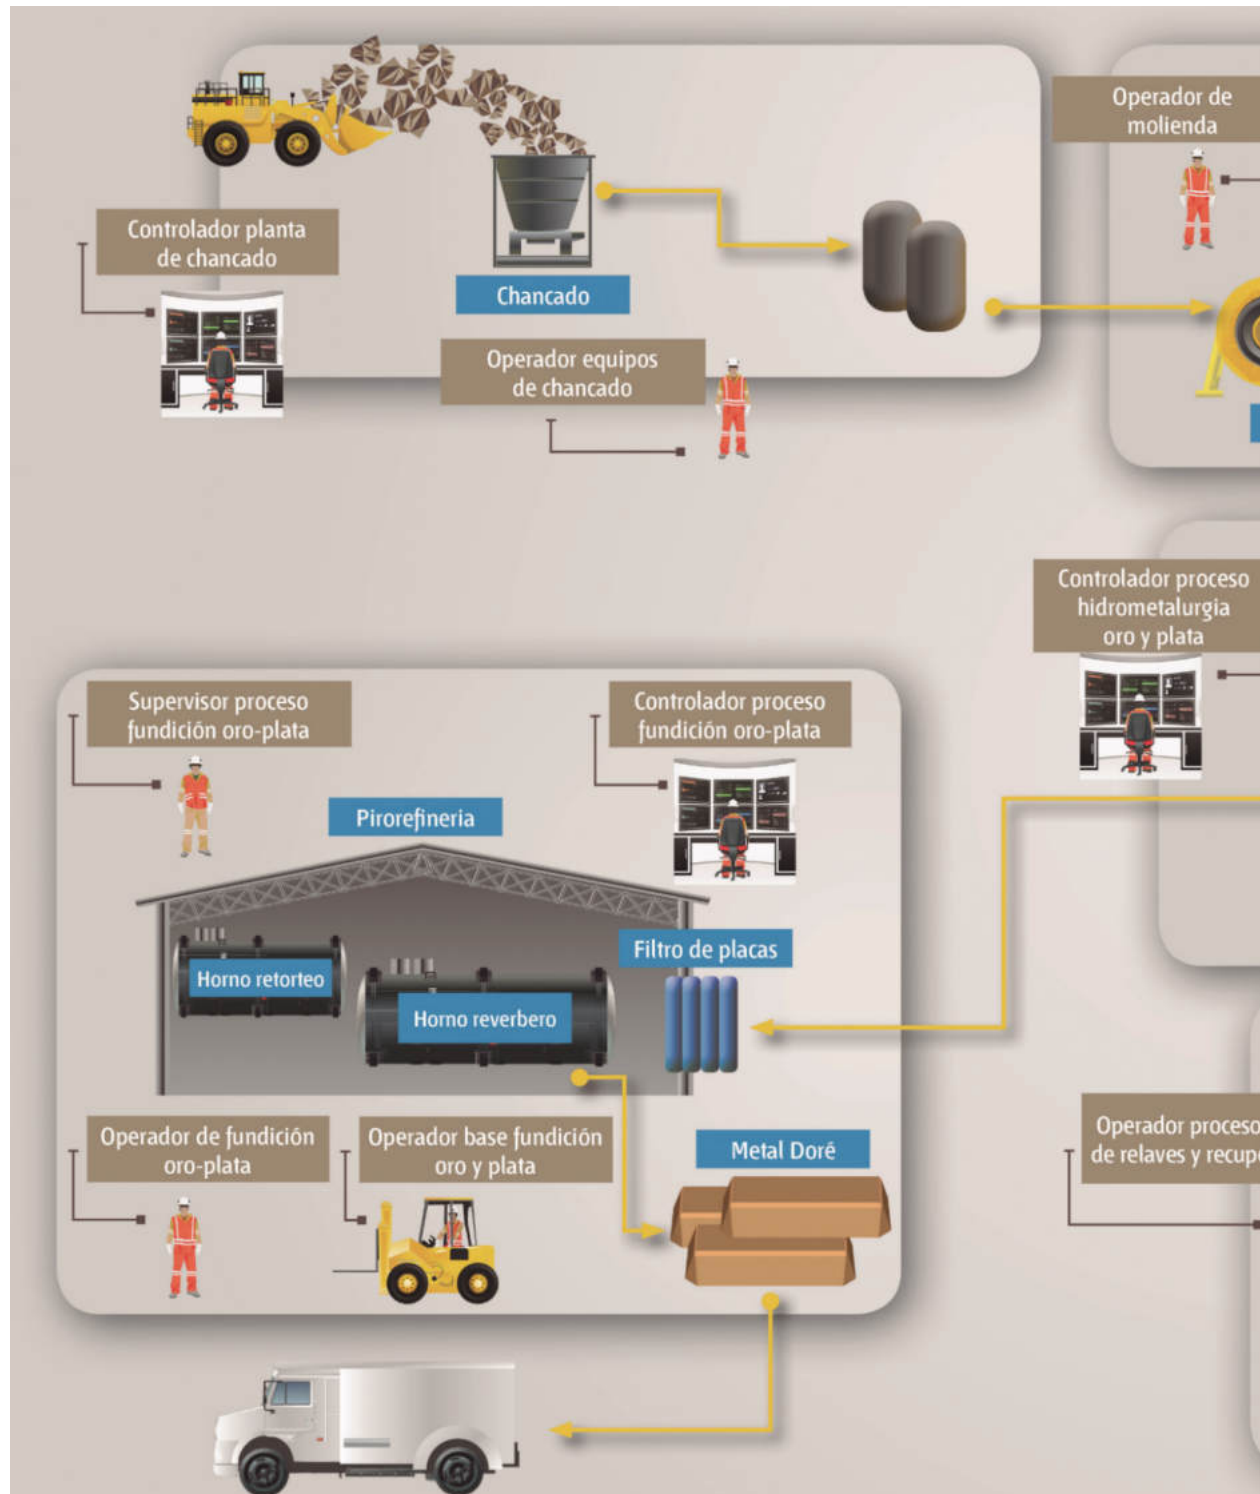 Operador de
molienda
Controlador planta
de chancado
Chancado
Operador equipos
de chancado
Controlador proceso
hidrometalurgia
oro y plata
Supervisor proceso
fundición oro-plata
Controlador proceso
fundición oro-plata
Pirorefineria
Filtro de placas
Horno retorteo
Horno reverbero
Operador de fundición
oro-plata
Operador base fundición
oro y plata
Metal Doré
Operador proceso
de relaves y recupe